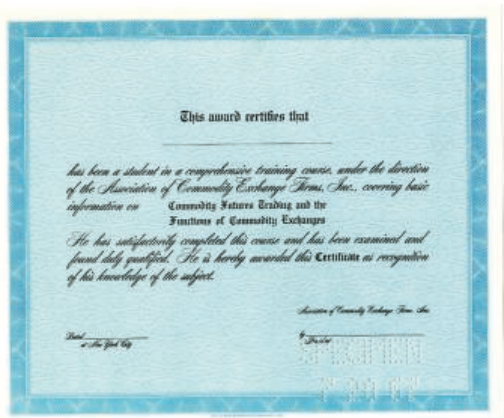 This award certifies that
has been a student in a comprehensive training course, under the direction
of the Association of Commodity Exchange Firms, Inc., covering basic
information on Commodity Futures Trading and the
Functions of Commodity Exchanges
He has satisfactorily completed this course and has been examined and
found duly qualified. He is hereby awarded this Certificate as recognition
of his knowledge of the subject.
Association of Commodity Exchange Firms, Inc.
Dated
at New York City
by
President
SPECIMEN